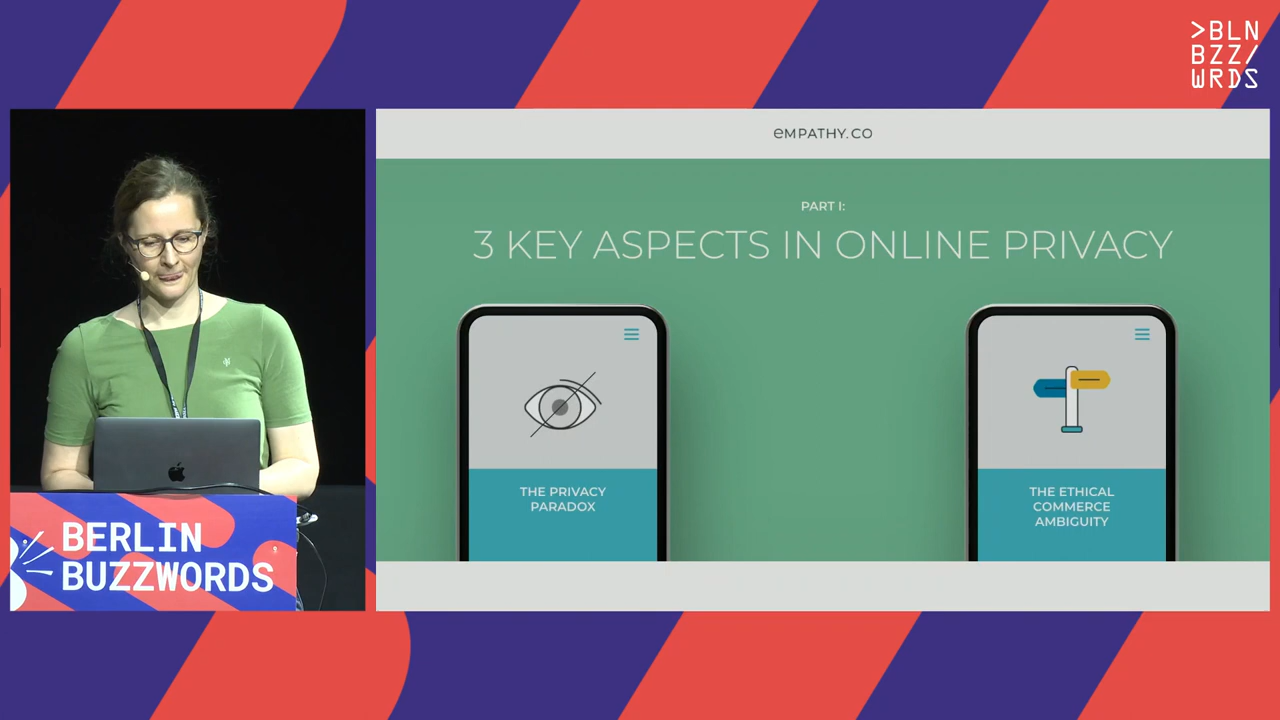 >BLN
BZZ/
WRDS
eMPATHY.CO
PART I:
3 KEY ASPECTS IN ONLINE PRIVACY
THE PRIVACY
PARADOX
THE ETHICAL
COMMERCE
AMBIGUITY
BERLIN
BUZZWORDS